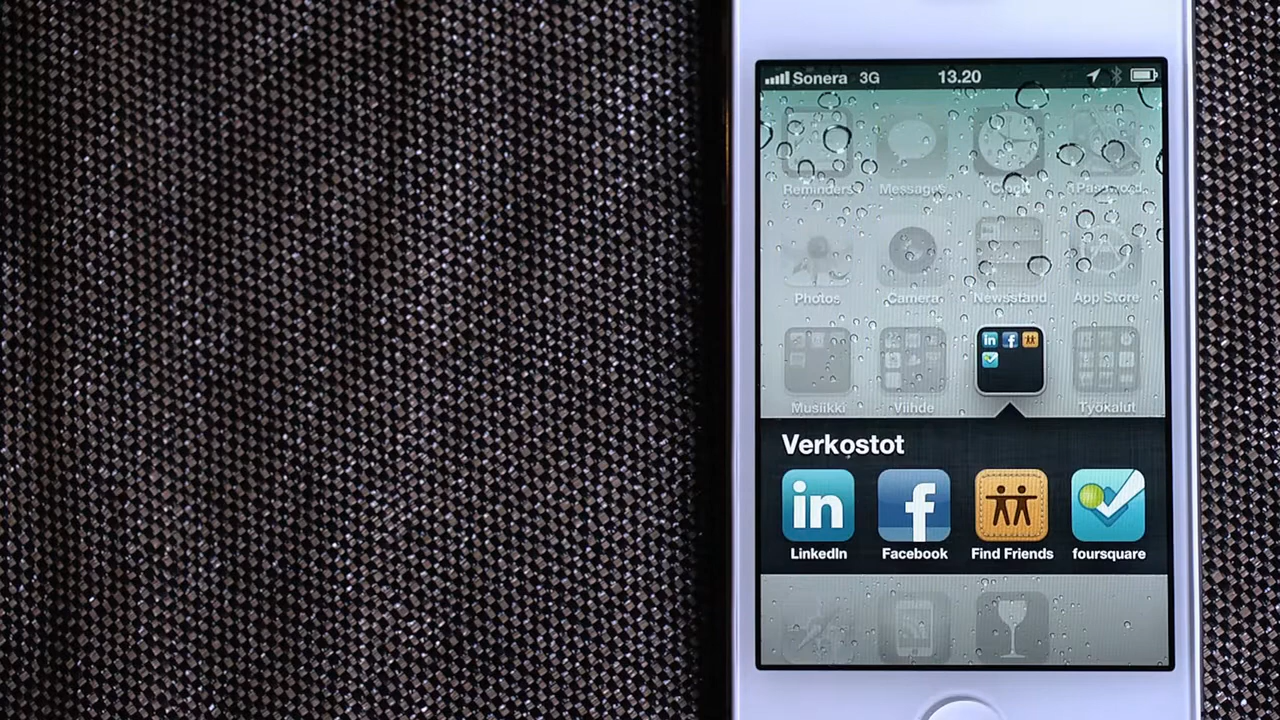 Sonera 3G 13.20
Reminders Messages Clock 1Password
Photos Camera Newsstand App Store
Musiikki Viihde Työkalut
Verkostot
LinkedIn Facebook Find Friends foursquare